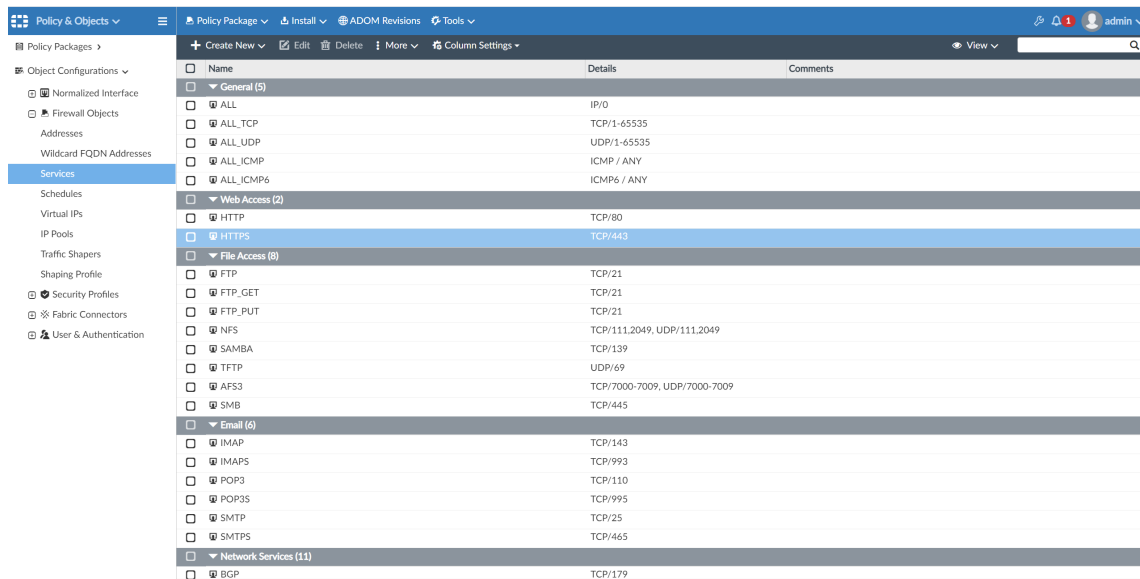 Policy & Objects
Policy Package Install ADOM Revisions Tools 1 admin
Create New Edit Delete More Column Settings View
Policy Packages
Object Configurations
Normalized Interface
Firewall Objects
Addresses
Wildcard FQDN Addresses
Services
Schedules
Virtual IPs
IP Pools
Traffic Shapers
Shaping Profile
Security Profiles
Fabric Connectors
User & Authentication
Name Details Comments
General (5)
ALL IP/0
ALL_TCP TCP/1-65535
ALL_UDP UDP/1-65535
ALL_ICMP ICMP / ANY
ALL_ICMP6 ICMP6 / ANY
Web Access (2)
HTTP TCP/80
HTTPS TCP/443
File Access (8)
FTP TCP/21
FTP_GET TCP/21
FTP_PUT TCP/21
NFS TCP/111,2049, UDP/111,2049
SAMBA TCP/139
TFTP UDP/69
AFS3 TCP/7000-7009, UDP/7000-7009
SMB TCP/445
Email (6)
IMAP TCP/143
IMAPS TCP/993
POP3 TCP/110
POP3S TCP/995
SMTP TCP/25
SMTPS TCP/465
Network Services (11)
BGP TCP/179